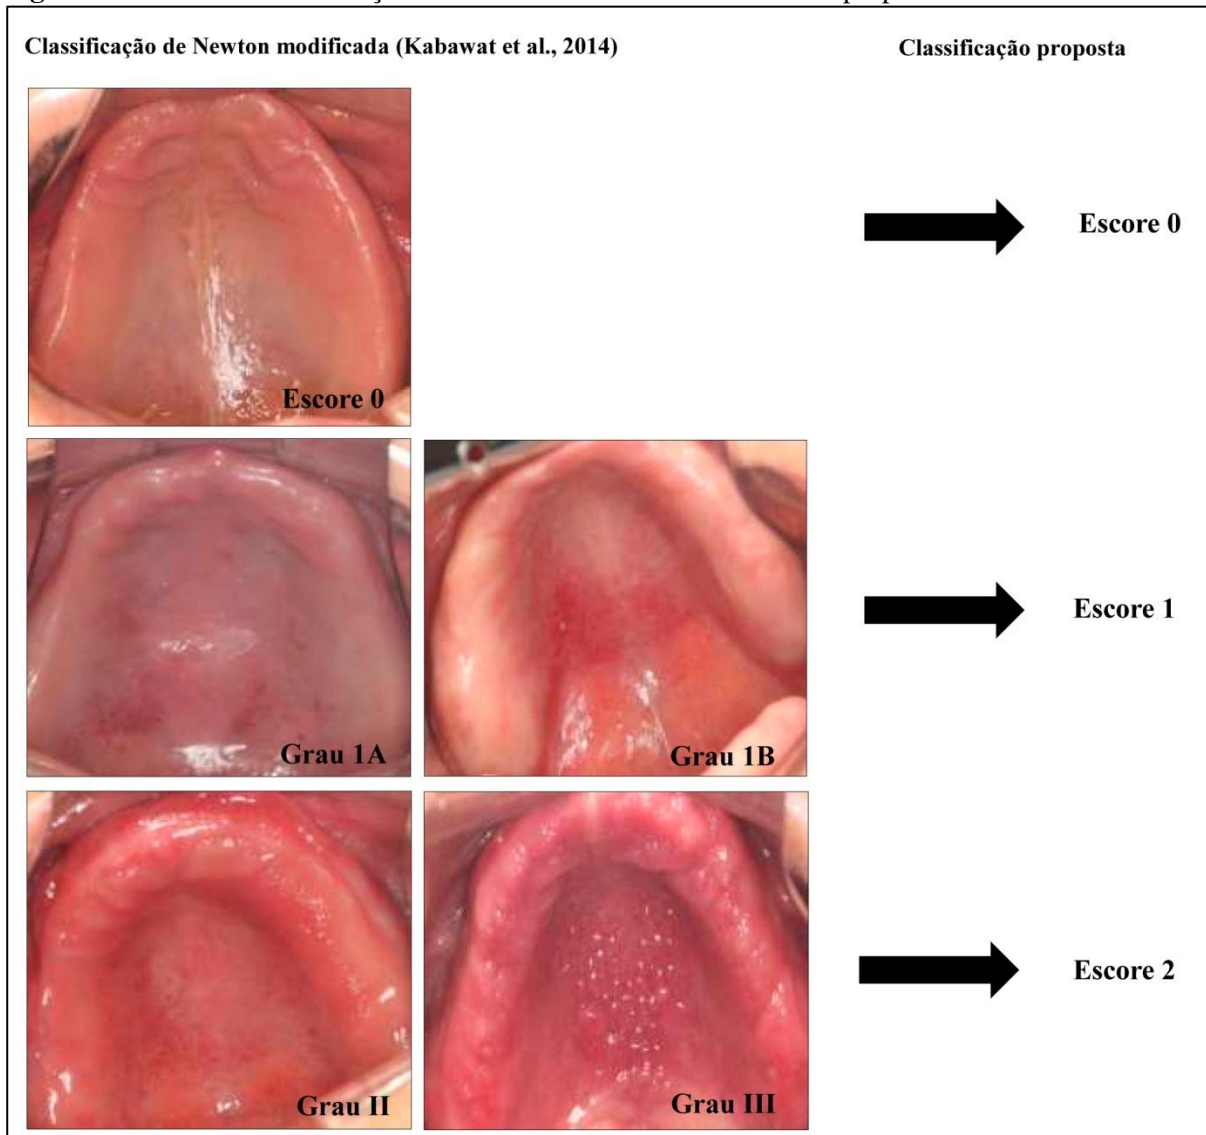 Classificação de Newton modificada (Kabawat et al., 2014)
Classificação proposta
Escore 0
Escore 0
Grau 1A
Grau 1B
Escore 1
Grau II
Grau III
Escore 2